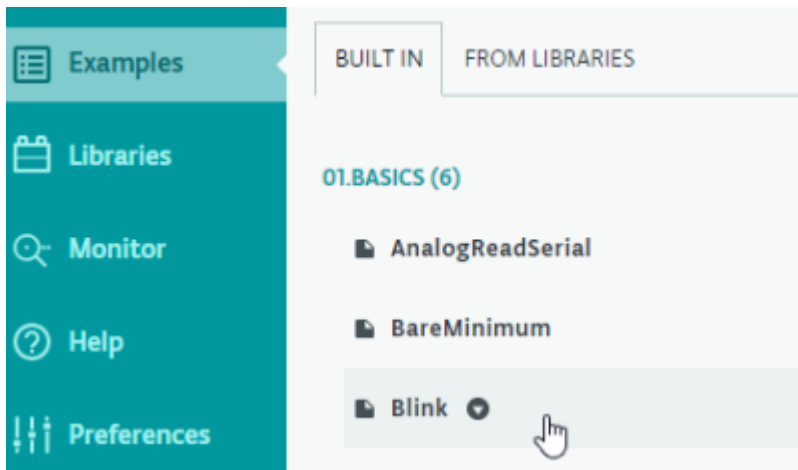 Examples
Libraries
Monitor
Help
Preferences
BUILT IN
FROM LIBRARIES
01.BASICS (6)
AnalogReadSerial
BareMinimum
Blink